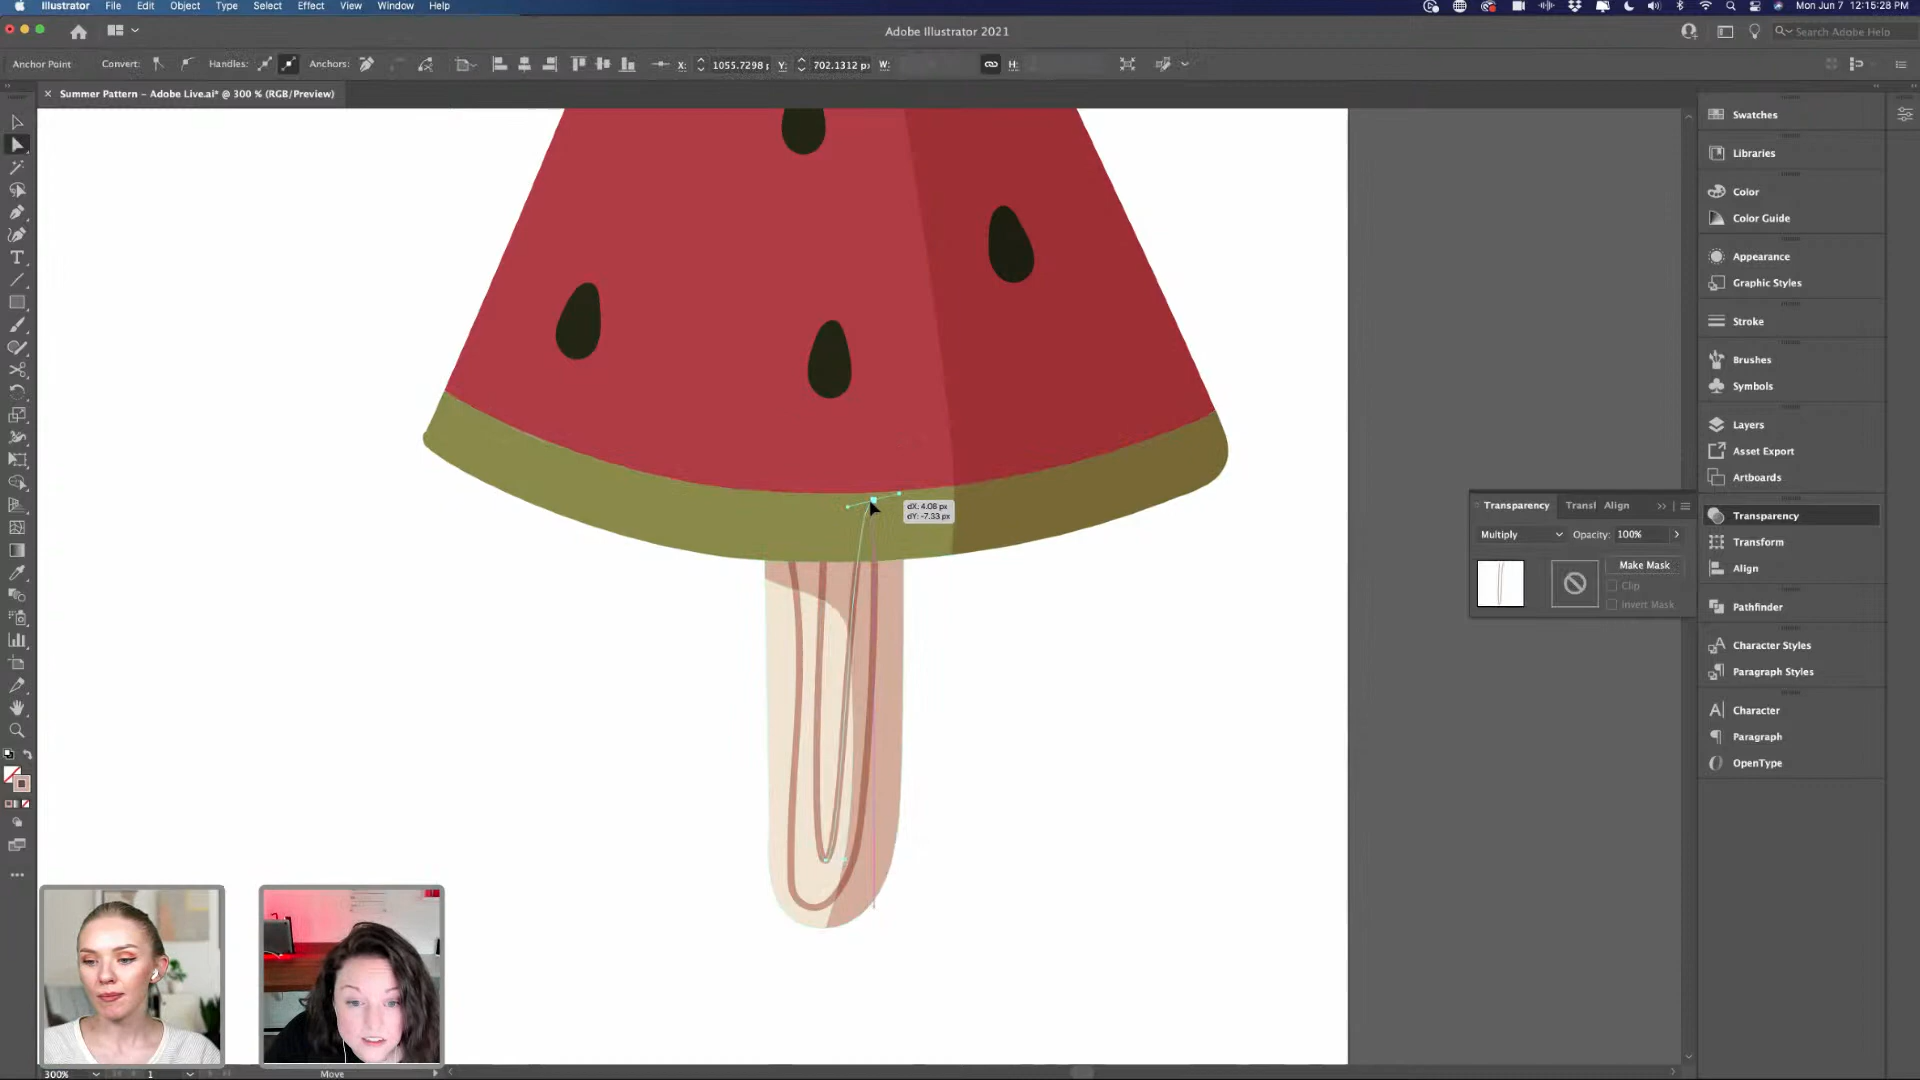 Illustrator File Edit Object Type Select Effect View Window Help
Mon Jun 7 12:15:28 PM
Adobe Illustrator 2021
Search Adobe Help
Anchor Point Convert: Handles: Anchors: X: 1055.7298 Y: 702.1312 px W: H:
× Summer Pattern – Adobe Live.ai* @ 300 % (RGB/Preview)
Swatches
Libraries
Color
Color Guide
Appearance
Graphic Styles
Stroke
Brushes
Symbols
Layers
Asset Export
Artboards
Transparency
Transform
Align
Pathfinder
Character Styles
Paragraph Styles
Character
Paragraph
OpenType
Transparency Transf Align
Multiply Opacity: 100%
Make Mask
Clip
Invert Mask
dX: 4.08 px
dY: -7.33 px
300% 1 Move